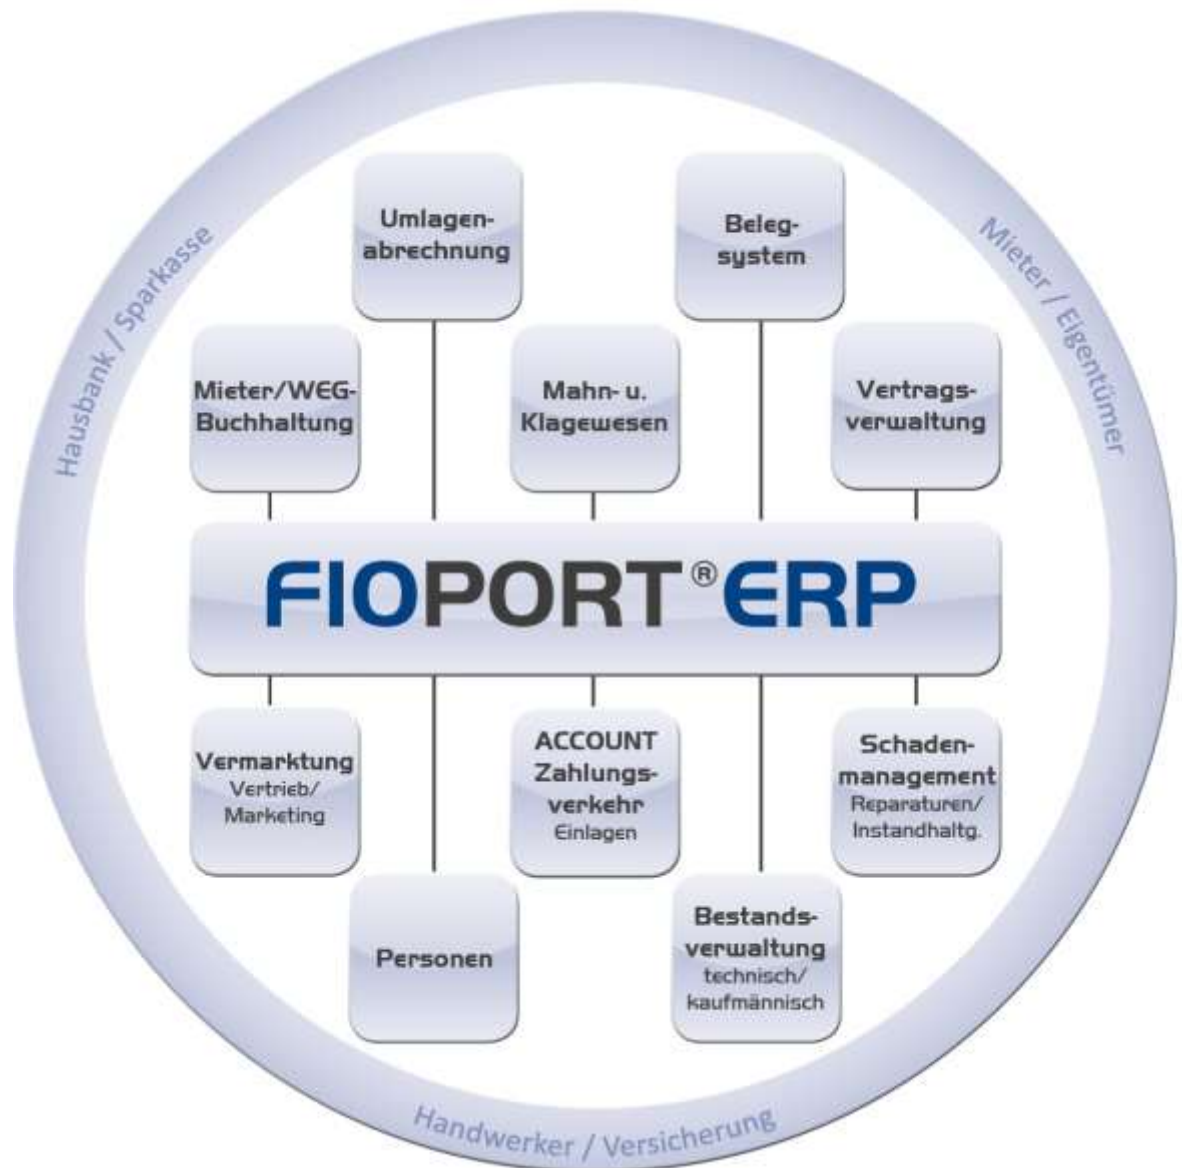 Hausbank / Sparkasse
Mieter / Eigentümer
Umlagen-
abrechnung
Beleg-
system
Mieter/WEG-
Buchhaltung
Mahn- u.
Klagewesen
Vertrags-
verwaltung
FIOPORT® ERP
Vermarktung
Vertrieb/
Marketing
ACCOUNT
Zahlungs-
verkehr
Einlagen
Schaden-
management
Reparaturen/
Instandhaltg.
Personen
Bestands-
verwaltung
technisch/
kaufmännisch
Handwerker / Versicherung